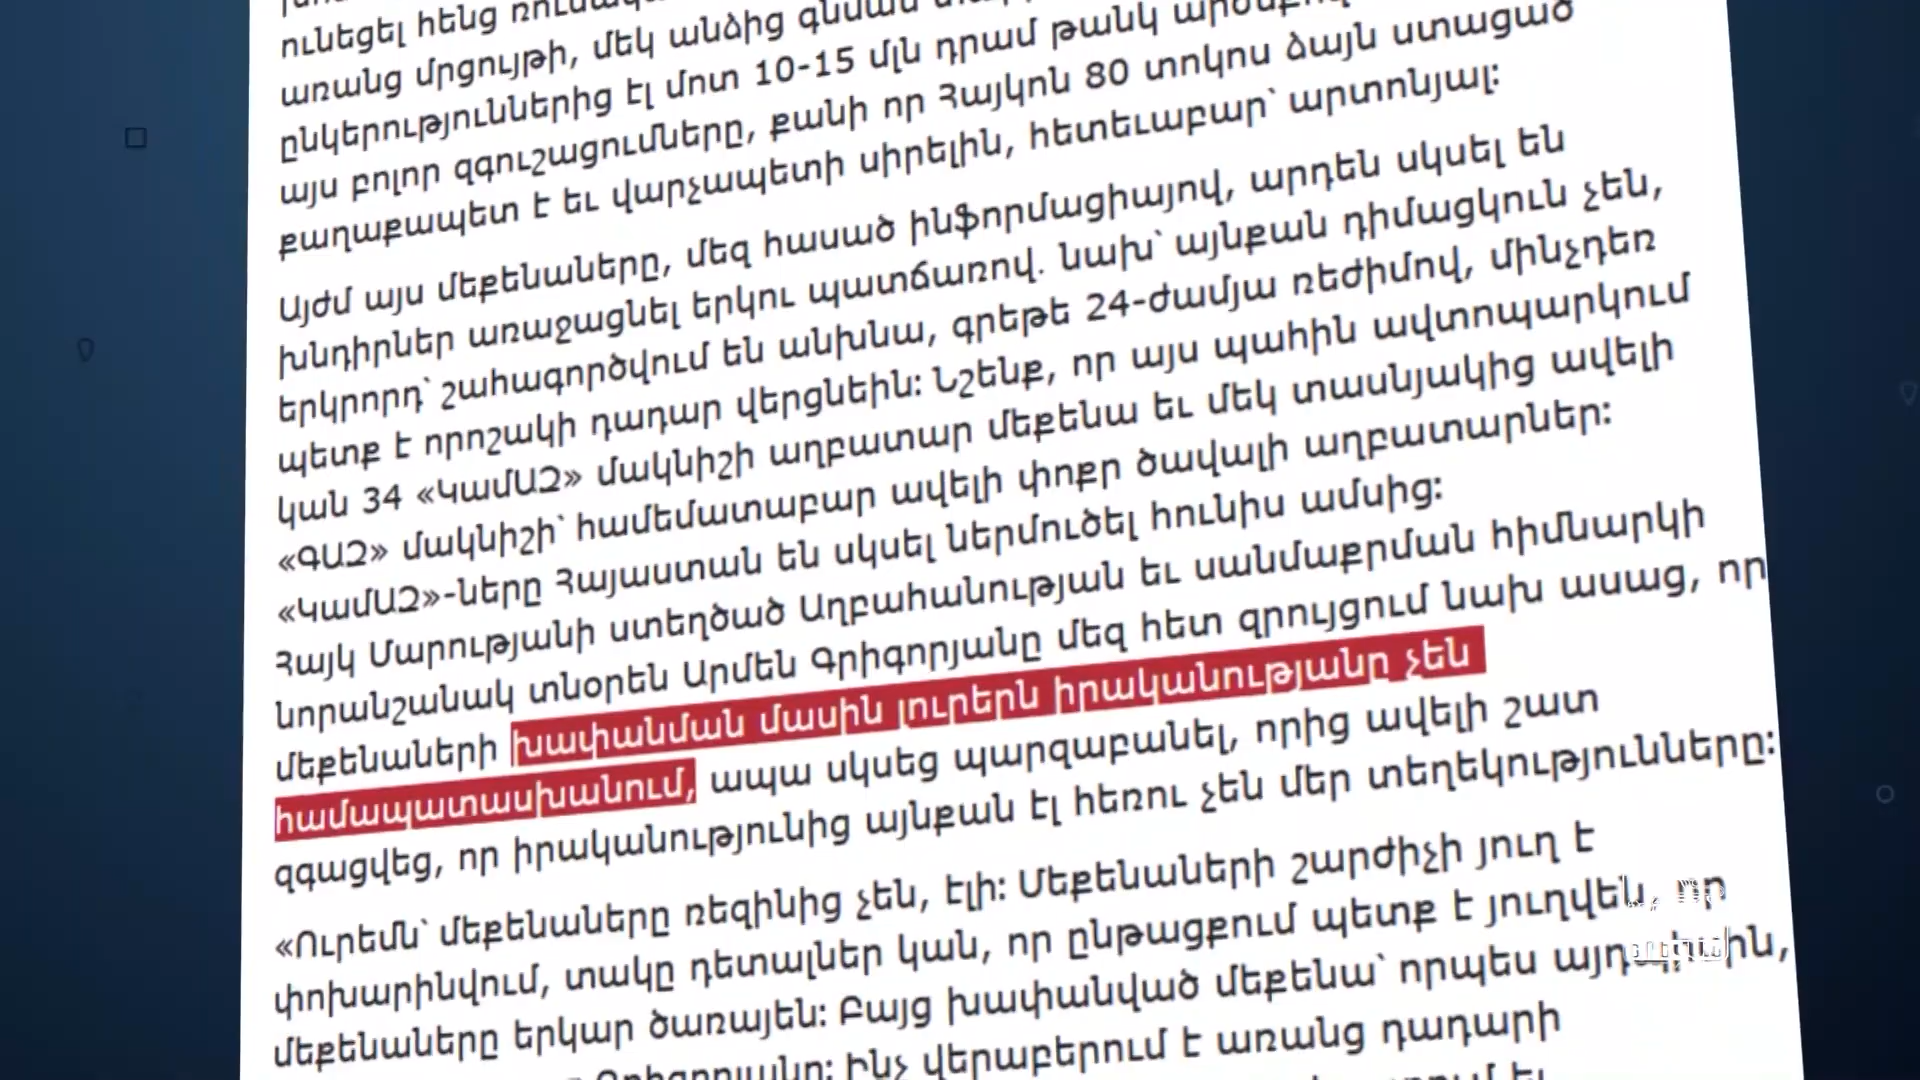 ունեցել հենց
առանց մրցույթի, մեկ անձից գնման
ընկերություններից էլ մոտ 10-15 մլն դրամ թանկ
այս բոլոր զգուշացումները, քանի որ Հայկոն 80 տոկոս ձայն ստացած
քաղաքապետ է եւ վարչապետի սիրելին, հետեւաբար՝ արտոնյալ:
Այժմ այս մեքենաները, մեզ հասած ինֆորմացիայով, արդեն սկսել են
խնդիրներ առաջացնել երկու պատճառով. նախ՝ այնքան դիմացկուն չեն,
երկրորդ՝ շահագործվում են անխնա, գրեթե 24-ժամյա ռեժիմով, մինչդեռ
պետք է որոշակի դադար վերցնեին: Նշենք, որ այս պահին ավտոպարկում
կան 34 «ԿամԱԶ» մակնիշի աղբատար մեքենա եւ մեկ տասնյակից ավելի
«ԳԱԶ» մակնիշի՝ համեմատաբար ավելի փոքր ծավալի աղբատարներ:
«ԿամԱԶ»-ները Հայաստան են սկսել ներմուծել հունիս ամսից:
Հայկ Մարությանի ստեղծած Աղբահանության եւ սանմաքրման հիմնարկի
նորանշանակ տնօրեն Արմեն Գրիգորյանը մեզ հետ զրույցում նախ ասաց, որ
մեքենաների խափանման մասին լուրերն իրականությանը չեն
համապատասխանում, ապա սկսեց պարզաբանել, որից ավելի շատ
զգացվեց, որ իրականությունից այնքան էլ հեռու չեն մեր տեղեկությունները:
«Ուրեմն՝ մեքենաները ռեզինից չեն, էլի: Մեքենաների շարժիչի յուղ է
փոխարինվում, տակը դետալներ կան, որ ընթացքում պետք է յուղվեն, որ
մեքենաները երկար ծառայեն: Բայց խափանված մեքենա՝ որպես այդպիսին,
Գրիգորյանը: Ինչ վերաբերում է առանց դադարի